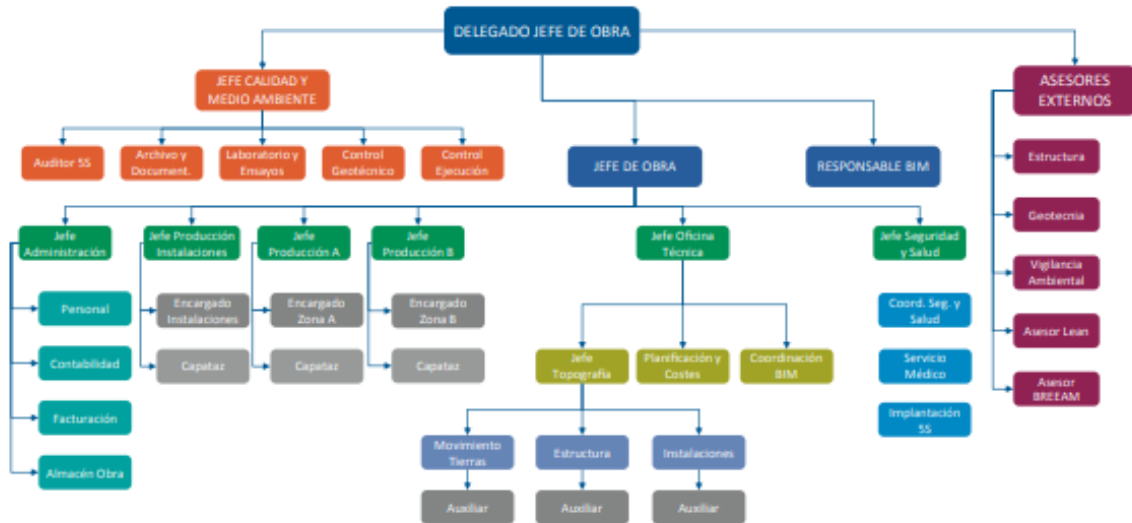 DELEGADO JEFE DE OBRA
JEFE CALIDAD Y
MEDIO AMBIENTE
ASESORES
EXTERNOS
Auditor 5S
Archivo y
Document.
Laboratorio y
Ensayos
Control
Geotécnico
Control
Ejecución
JEFE DE OBRA
RESPONSABLE BIM
Estructura
Geotecnia
Vigilancia
Ambiental
Asesor Lean
Asesor
BREEAM
Jefe
Administración
Jefe Producción
Instalaciones
Jefe
Producción A
Jefe
Producción B
Jefe Oficina
Técnica
Jefe Seguridad
y Salud
Personal
Contabilidad
Facturación
Almacén Obra
Encargado
Instalaciones
Capataz
Encargado
Zona A
Capataz
Encargado
Zona B
Capataz
Jefe
Topografía
Planificación y
Costes
Coordinación
BIM
Coord. Seg. y
Salud
Servicio
Médico
Implantación
5S
Movimiento
Tierras
Estructura
Instalaciones
Auxiliar
Auxiliar
Auxiliar